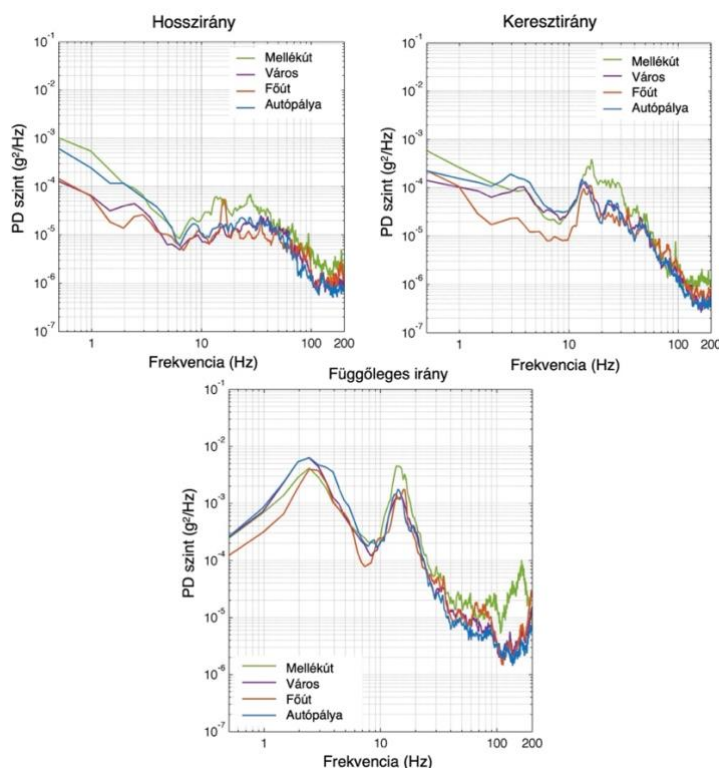 Hosszirány
10⁻¹
10⁻²
10⁻³
10⁻⁴
10⁻⁵
10⁻⁶
10⁻⁷
PD szint (g²/Hz)
Mellékút
Város
Főút
Autópálya
1 10 100 200
Frekvencia (Hz)
Keresztirány
10⁻¹
10⁻²
10⁻³
10⁻⁴
10⁻⁵
10⁻⁶
10⁻⁷
PD szint (g²/Hz)
Mellékút
Város
Főút
Autópálya
1 10 100 200
Frekvencia (Hz)
Függőleges irány
10⁻¹
10⁻²
10⁻³
10⁻⁴
10⁻⁵
10⁻⁶
10⁻⁷
PD szint (g²/Hz)
Mellékút
Város
Főút
Autópálya
1 10 100 200
Frekvencia (Hz)